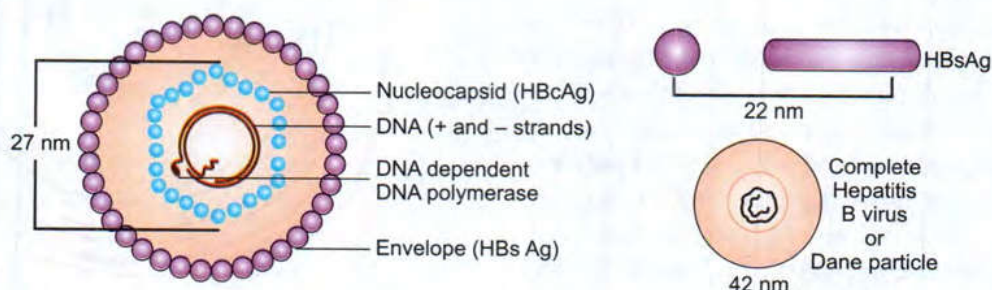 27 nm
Nucleocapsid (HBcAg)
DNA (+ and – strands)
DNA dependent
DNA polymerase
Envelope (HBs Ag)
HBsAg
22 nm
Complete
Hepatitis
B virus
or
Dane particle
42 nm